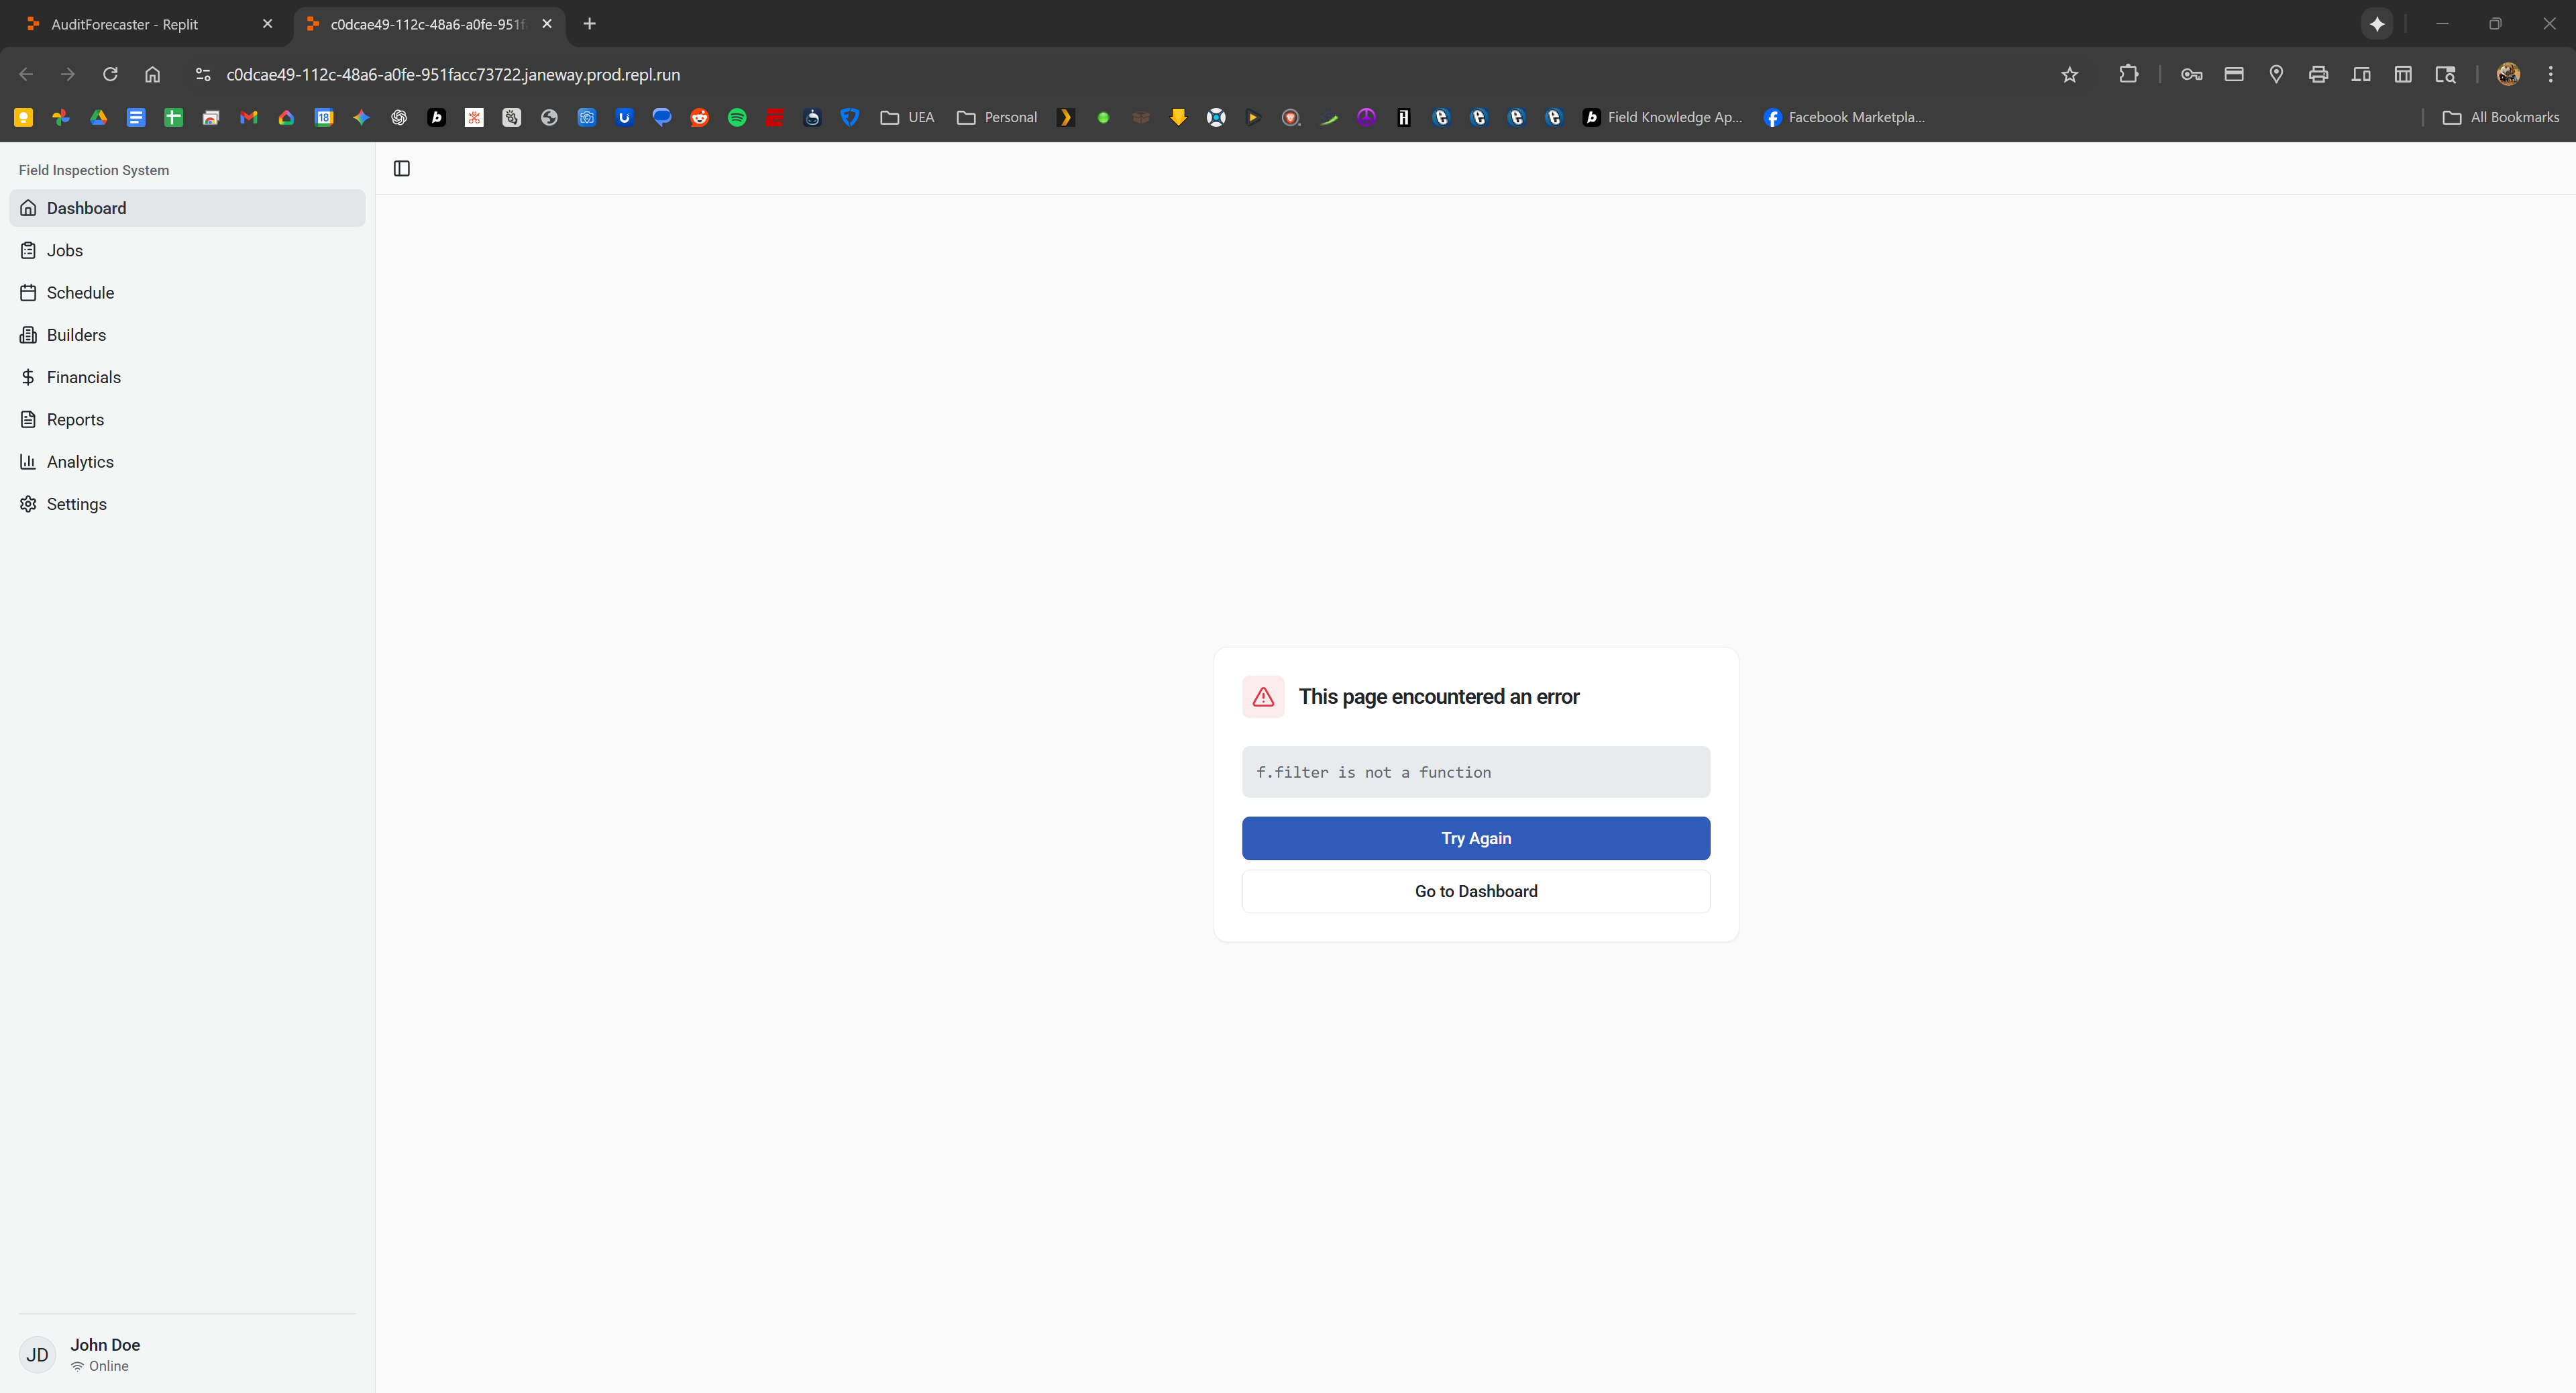 AuditForecaster - Replit
c0dcae49-112c-48a6-a0fe-951f
c0dcae49-112c-48a6-a0fe-951facc73722.janeway.prod.repl.run
18
UEA
Personal
Field Knowledge Ap...
Facebook Marketpla...
All Bookmarks
Field Inspection System
Dashboard
Jobs
Schedule
Builders
Financials
Reports
Analytics
Settings
This page encountered an error
f.filter is not a function
Try Again
Go to Dashboard
JD
John Doe
Online